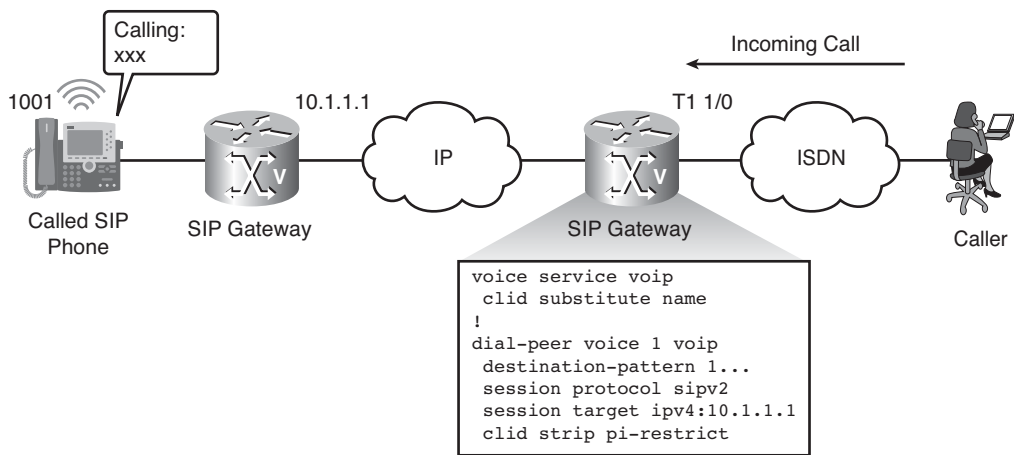 Calling:
xxx
Incoming Call
1001
10.1.1.1
T1 1/0
IP
ISDN
V
V
Called SIP
Phone
SIP Gateway
SIP Gateway
Caller
voice service voip
 clid substitute name
!
dial-peer voice 1 voip
 destination-pattern 1...
 session protocol sipv2
 session target ipv4:10.1.1.1
 clid strip pi-restrict